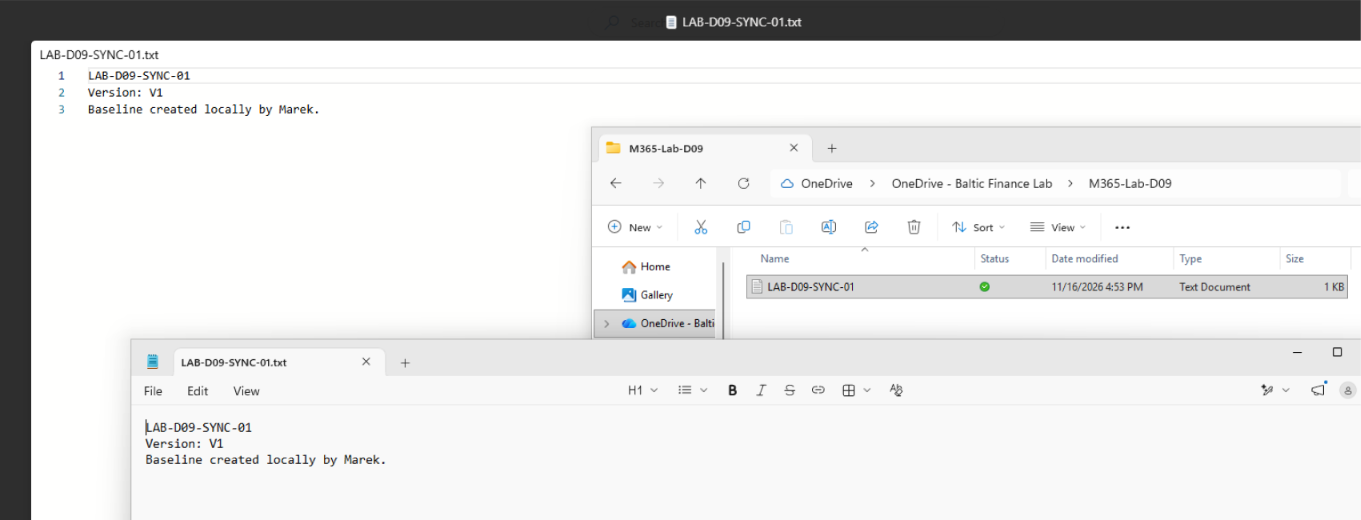 LAB-D09-SYNC-01.txt
LAB-D09-SYNC-01.txt
1 LAB-D09-SYNC-01
2 Version: V1
3 Baseline created locally by Marek.
M365-Lab-D09
OneDrive > OneDrive - Baltic Finance Lab > M365-Lab-D09
New Sort View
Name Status Date modified Type Size
Home
LAB-D09-SYNC-01 11/16/2026 4:53 PM Text Document 1 KB
Gallery
OneDrive - Balti
LAB-D09-SYNC-01.txt
File Edit View H1 B I S
LAB-D09-SYNC-01
Version: V1
Baseline created locally by Marek.